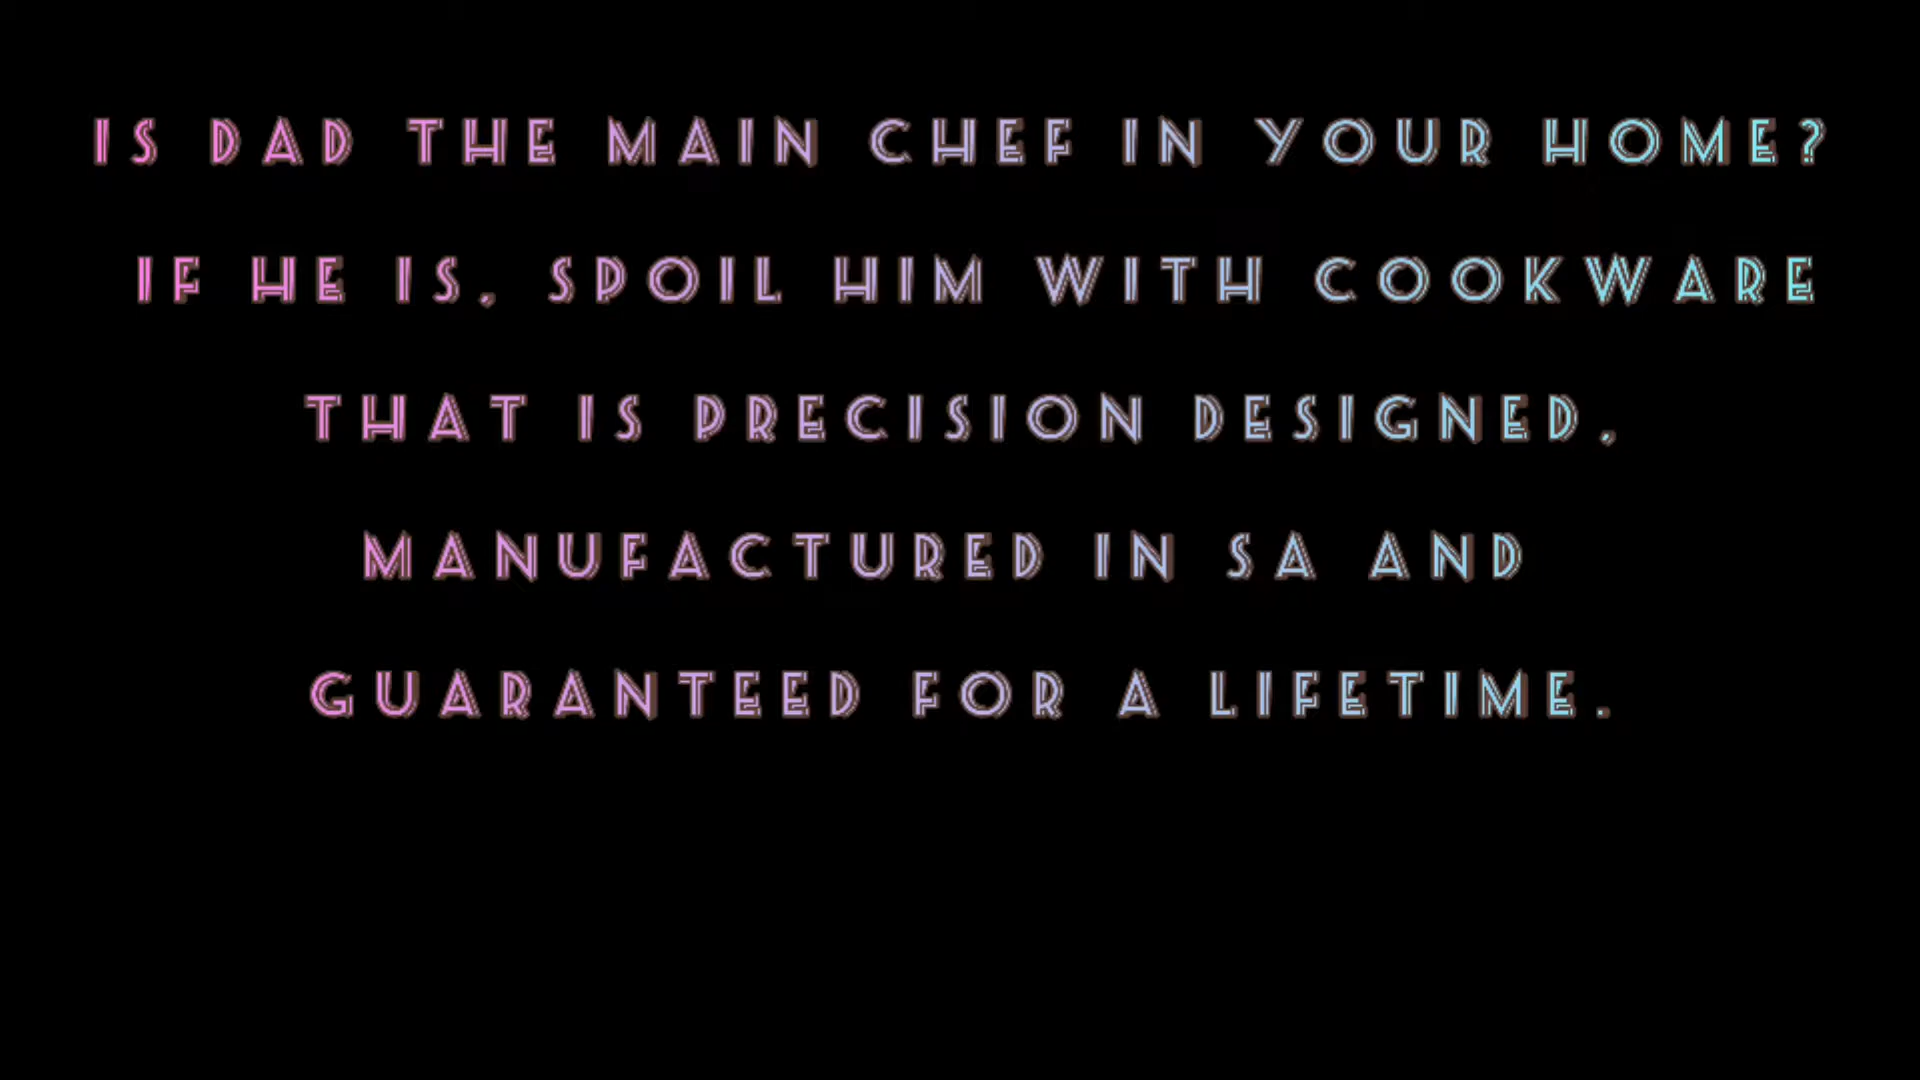 IS DAD THE MAIN CHEF IN YOUR HOME?
IF HE IS, SPOIL HIM WITH COOKWARE
THAT IS PRECISION DESIGNED,
MANUFACTURED IN SA AND
GUARANTEED FOR A LIFETIME.